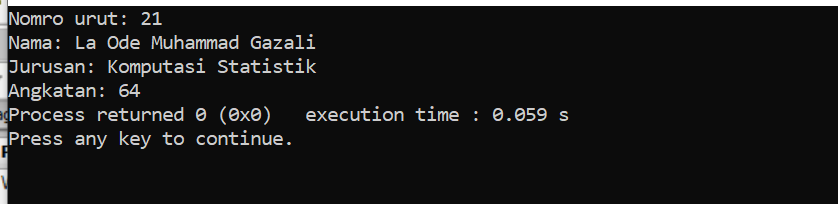 Nomro urut: 21
Nama: La Ode Muhammad Gazali
Jurusan: Komputasi Statistik
Angkatan: 64
Process returned 0 (0x0)   execution time : 0.059 s
Press any key to continue.